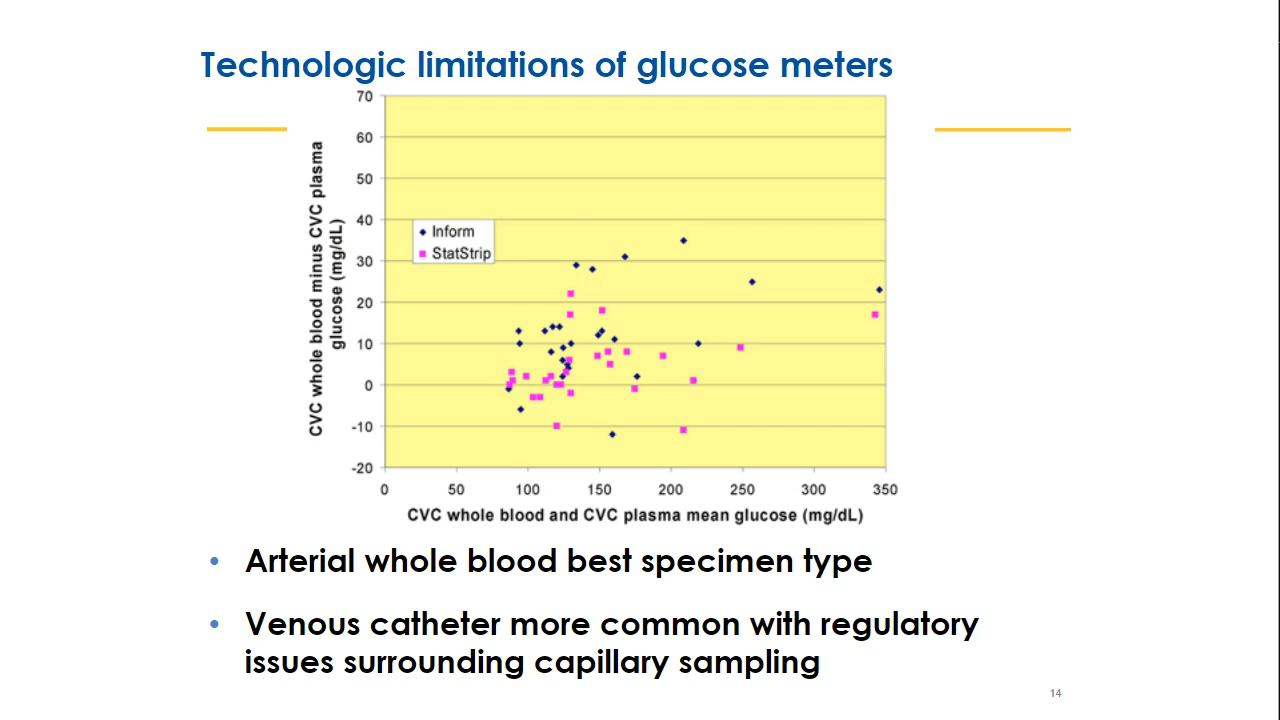 Technologic limitations of glucose meters
70
60
50
40
30
20
10
0
-10
-20
CVC whole blood minus CVC plasma
glucose (mg/dL)
Inform
StatStrip
0 50 100 150 200 250 300 350
CVC whole blood and CVC plasma mean glucose (mg/dL)
• Arterial whole blood best specimen type
• Venous catheter more common with regulatory
issues surrounding capillary sampling
14